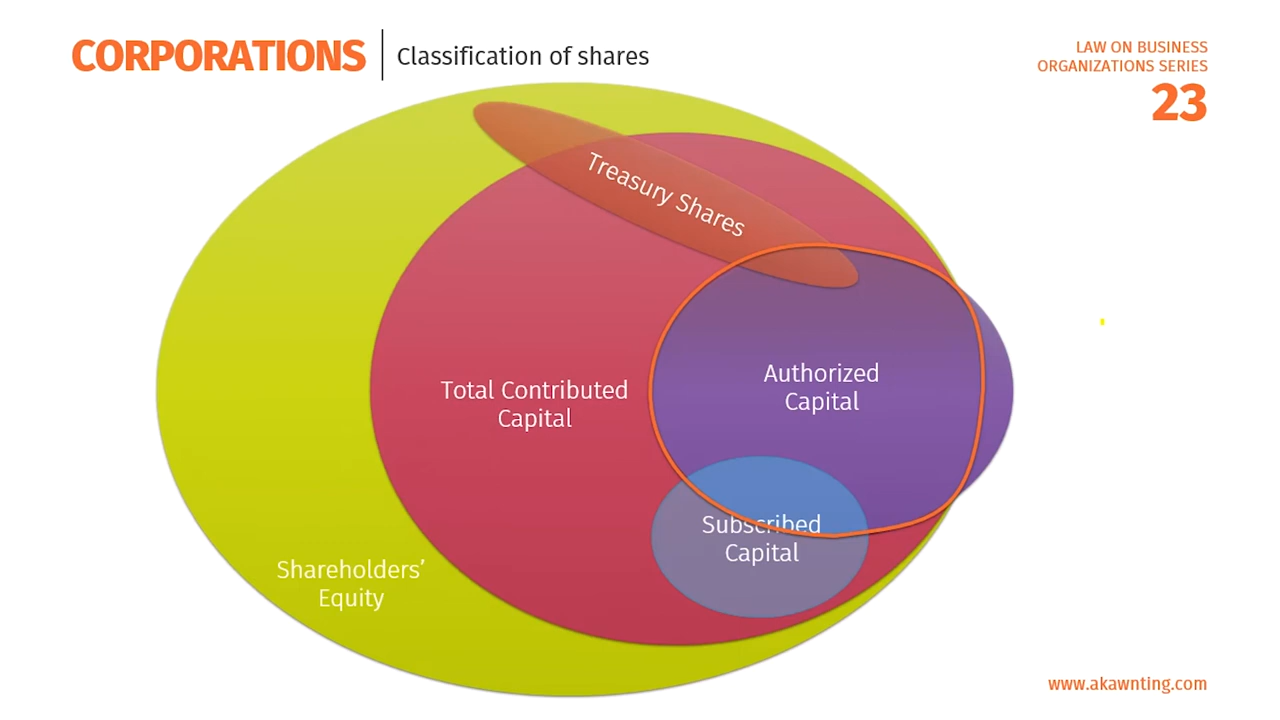 CORPORATIONS
Classification of shares
LAW ON BUSINESS
ORGANIZATIONS SERIES
23
Treasury Shares
Authorized
Capital
Total Contributed
Capital
Subscribed
Capital
Shareholders’
Equity
www.akawnting.com